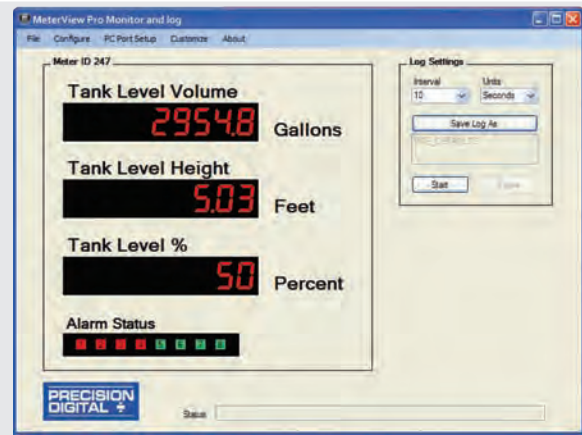 MeterView Pro Monitor and log
File Configure PC Port Setup Customize About
Meter ID 247
Tank Level Volume
2954.8 Gallons
Tank Level Height
5.03 Feet
Tank Level %
50 Percent
Alarm Status
1 2 3 4 5 6 7 8
PRECISION
DIGITAL
Status
Log Settings
Interval Units
10 Seconds
Save Log As
Start